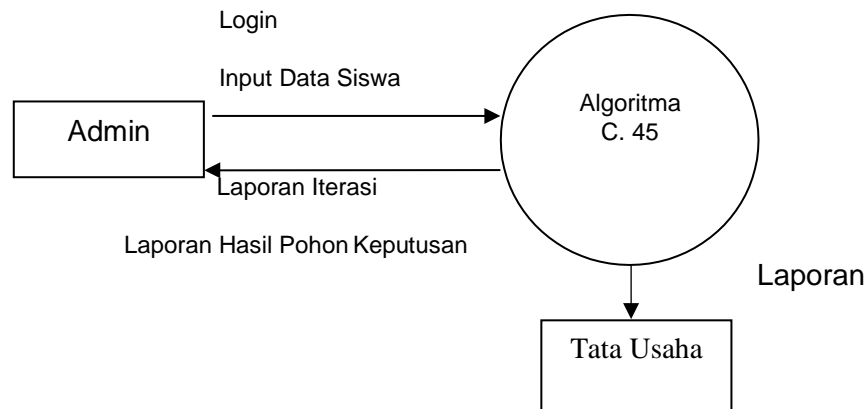 Login
Input Data Siswa
Admin
Algoritma
C. 45
Laporan Iterasi
Laporan Hasil Pohon Keputusan
Laporan
Tata Usaha